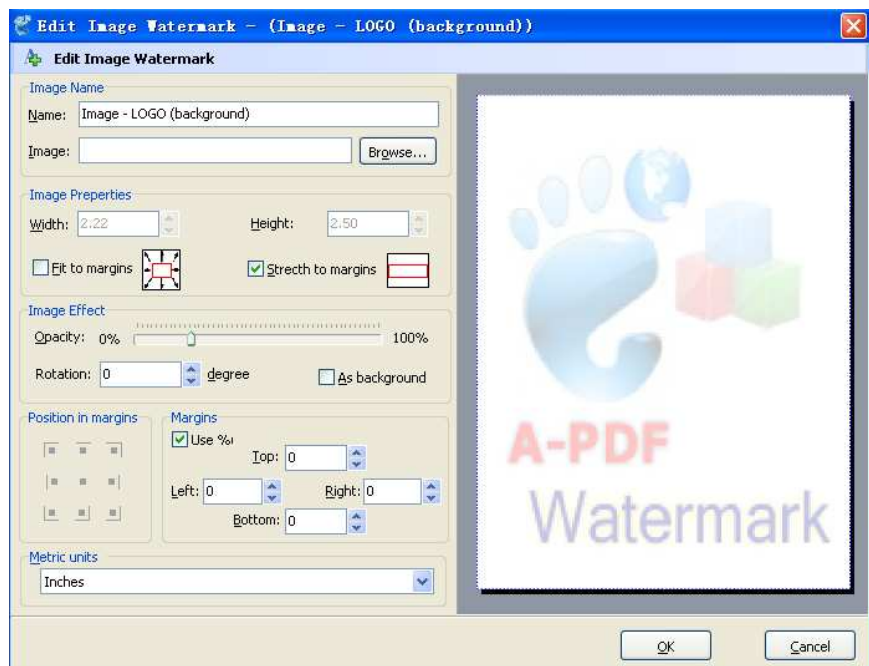 Edit Image Watermark - (Image - LOGO (background))
Edit Image Watermark
Image Name
Name: Image - LOGO (background)
Image: Browse...
Image Preperties
Width: 2.22 Height: 2.50
Fit to margins Strecth to margins
Image Effect
Opacity: 0% 100%
Rotation: 0 degree As background
Position in margins
Margins
Use %
Top: 0
Left: 0 Right: 0
Bottom: 0
Metric units
Inches
A-PDF
Watermark
OK Cancel